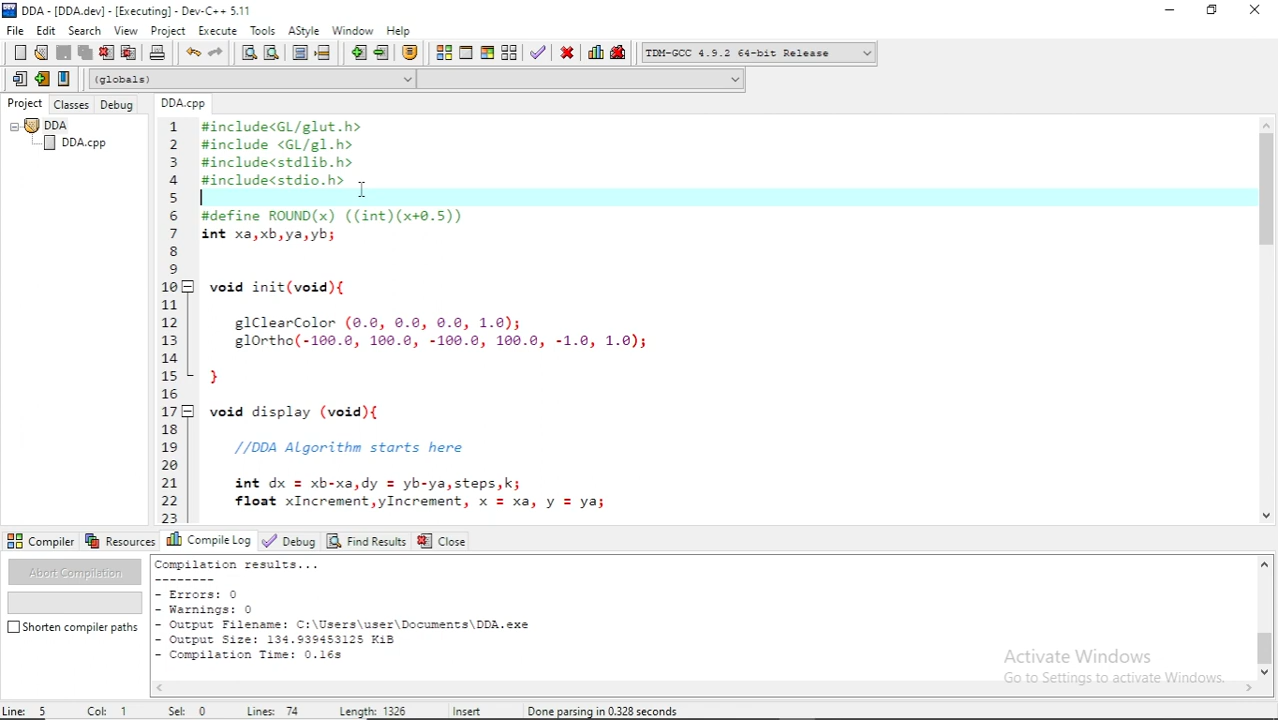 DDA - [DDA.dev] - [Executing] - Dev-C++ 5.11
File Edit Search View Project Execute Tools AStyle Window Help
TDM-GCC 4.9.2 64-bit Release
(globals)
Project Classes Debug DDA.cpp
DDA
DDA.cpp
1 #include<GL/glut.h>
2 #include <GL/gl.h>
3 #include<stdlib.h>
4 #include<stdio.h>
5
6 #define ROUND(x) ((int)(x+0.5))
7 int xa,xb,ya,yb;
8
9
10 void init(void){
11
12 glClearColor (0.0, 0.0, 0.0, 1.0);
13 glOrtho(-100.0, 100.0, -100.0, 100.0, -1.0, 1.0);
14
15 }
16
17 void display (void){
18
19 //DDA Algorithm starts here
20
21 int dx = xb-xa,dy = yb-ya,steps,k;
22 float xIncrement,yIncrement, x = xa, y = ya;
23
Compiler Resources Compile Log Debug Find Results Close
Abort Compilation
Shorten compiler paths
Compilation results...
--------
- Errors: 0
- Warnings: 0
- Output Filename: C:\Users\user\Documents\DDA.exe
- Output Size: 134.939453125 KiB
- Compilation Time: 0.16s
Activate Windows
Go to Settings to activate Windows.
Line: 5 Col: 1 Sel: 0 Lines: 74 Length: 1326 Insert Done parsing in 0.328 seconds